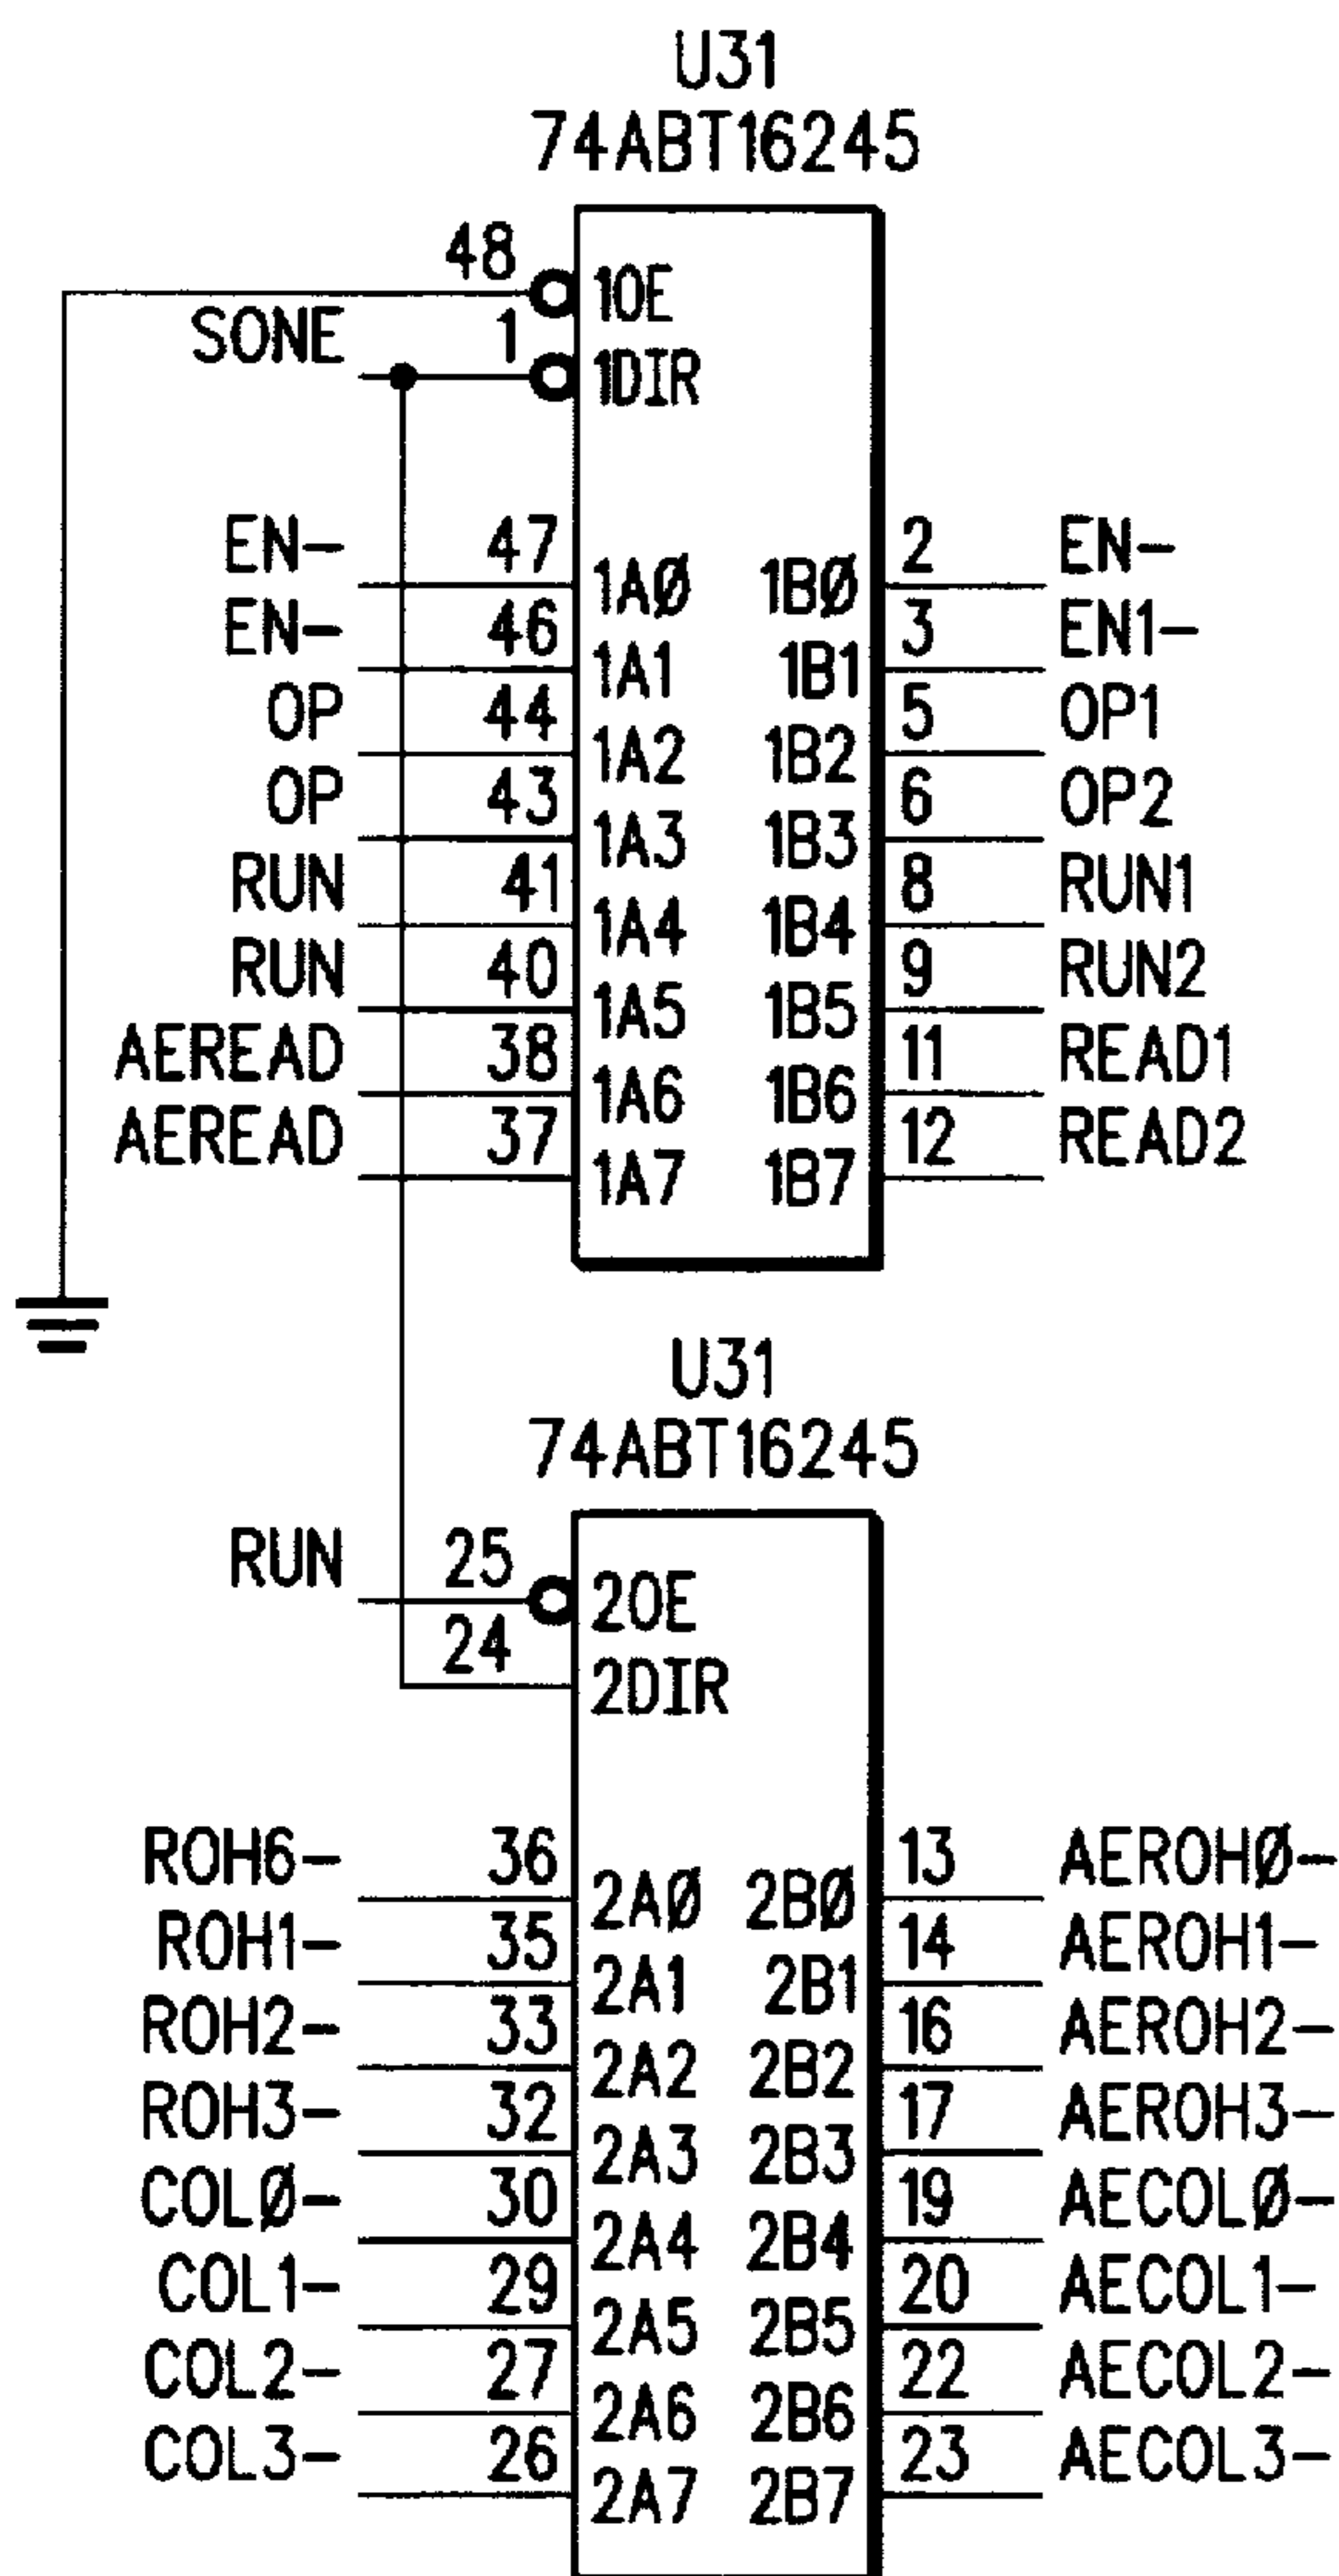 U31
74ABT16245
48 1OE
SONE 1 1DIR
EN- 47 1AØ 1BØ 2 EN-
EN- 46 1A1 1B1 3 EN1-
OP 44 1A2 1B2 5 OP1
OP 43 1A3 1B3 6 OP2
RUN 41 1A4 1B4 8 RUN1
RUN 40 1A5 1B5 9 RUN2
AEREAD 38 1A6 1B6 11 READ1
AEREAD 37 1A7 1B7 12 READ2
U31
74ABT16245
RUN 25 2OE
24 2DIR
ROH6- 36 2AØ 2BØ 13 AEROHØ-
ROH1- 35 2A1 2B1 14 AEROH1-
ROH2- 33 2A2 2B2 16 AEROH2-
ROH3- 32 2A3 2B3 17 AEROH3-
COLØ- 30 2A4 2B4 19 AECOLØ-
COL1- 29 2A5 2B5 20 AECOL1-
COL2- 27 2A6 2B6 22 AECOL2-
COL3- 26 2A7 2B7 23 AECOL3-